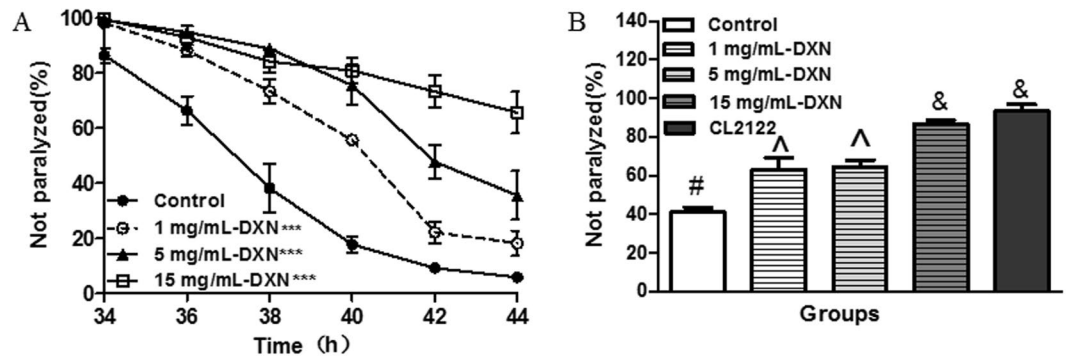 A
100
80
60
40
20
0
Not paralyzed(%)
Control
1 mg/mL-DXN***
5 mg/mL-DXN***
15 mg/mL-DXN***
34 36 38 40 42 44
Time (h)
B
140
120
100
80
60
40
20
0
Not paralyzed(%)
Control
1 mg/mL-DXN
5 mg/mL-DXN
15 mg/mL-DXN
CL2122
# ^ ^ & &
Groups